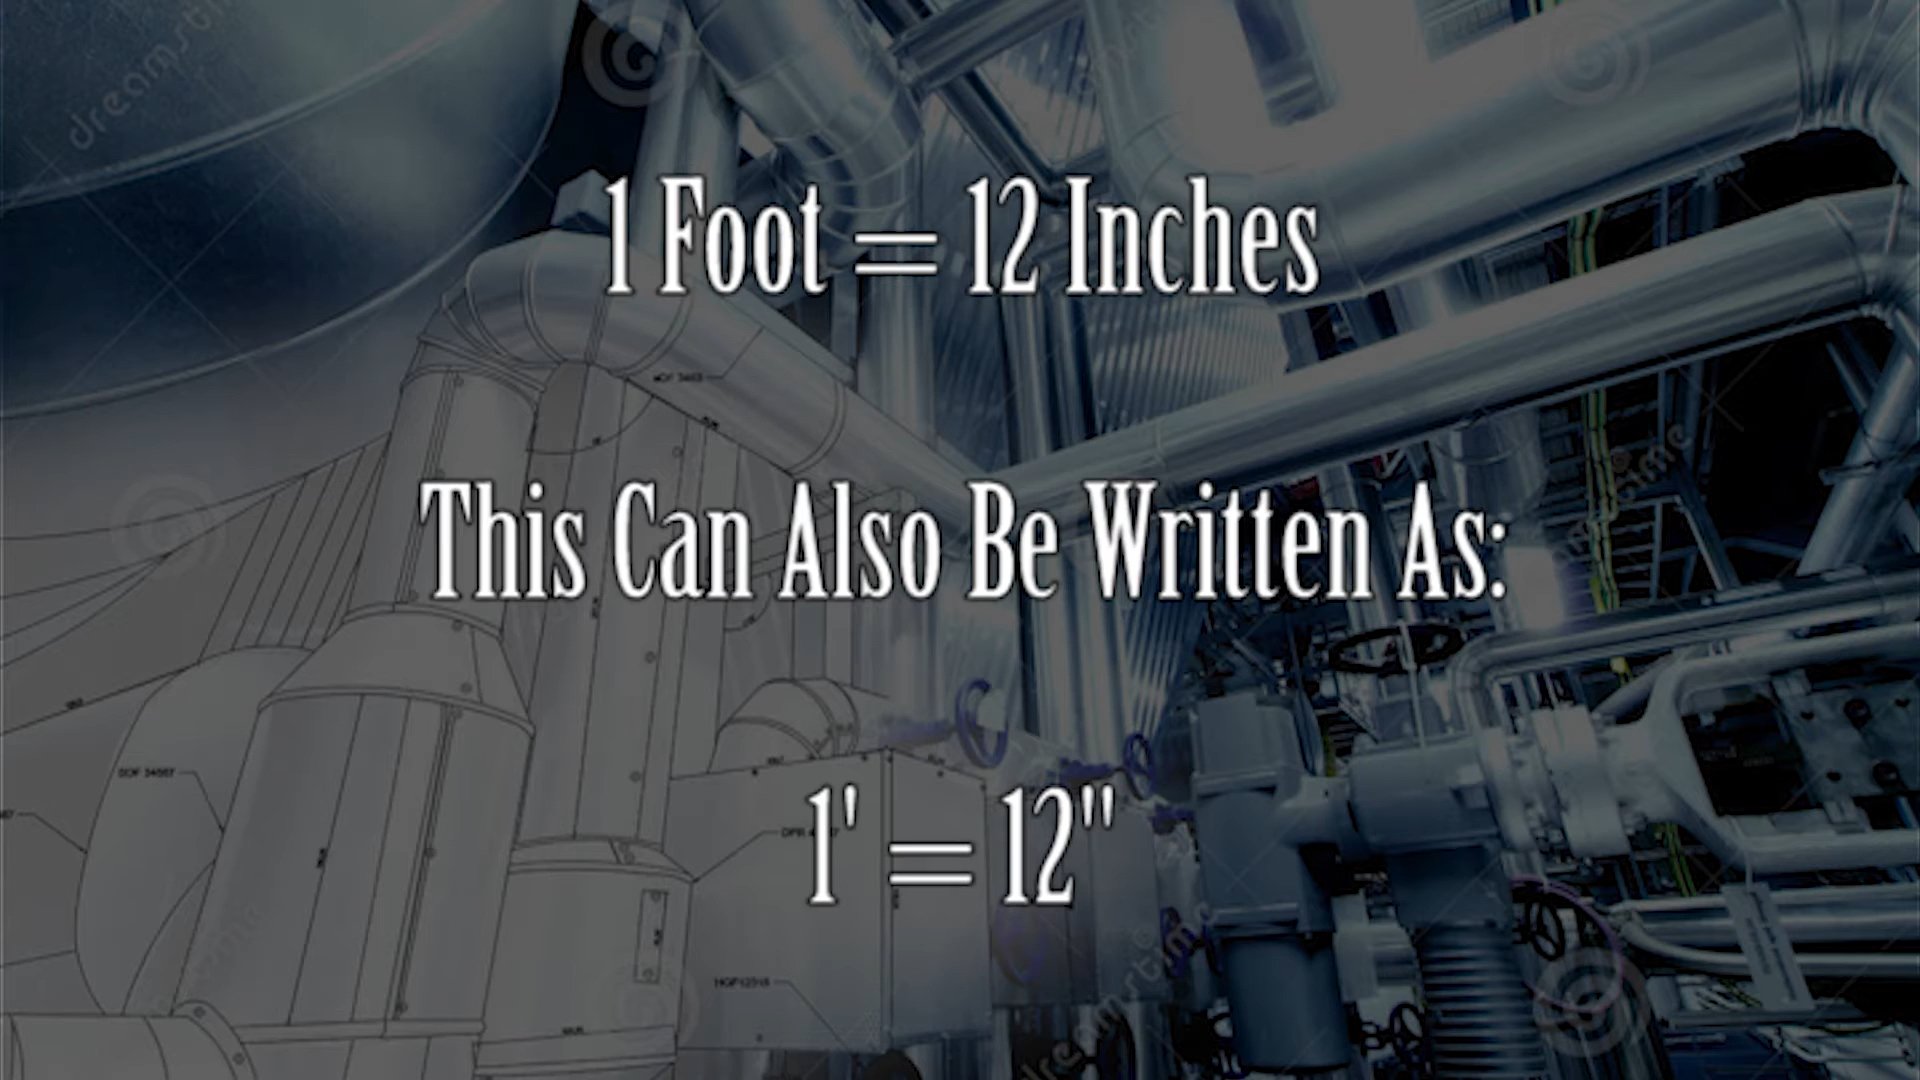 1 Foot = 12 Inches
This Can Also Be Written As:
1' = 12"